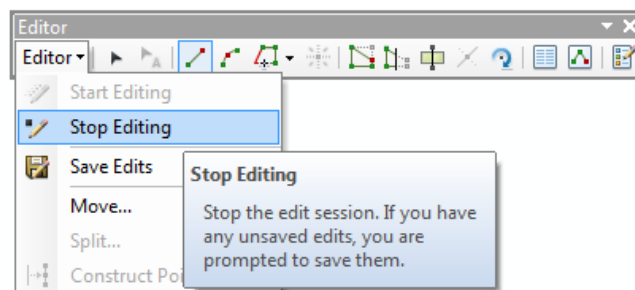 Editor
Editor
Start Editing
Stop Editing
Save Edits
Stop Editing
Move...
Stop the edit session. If you have
any unsaved edits, you are
prompted to save them.
Split...
Construct